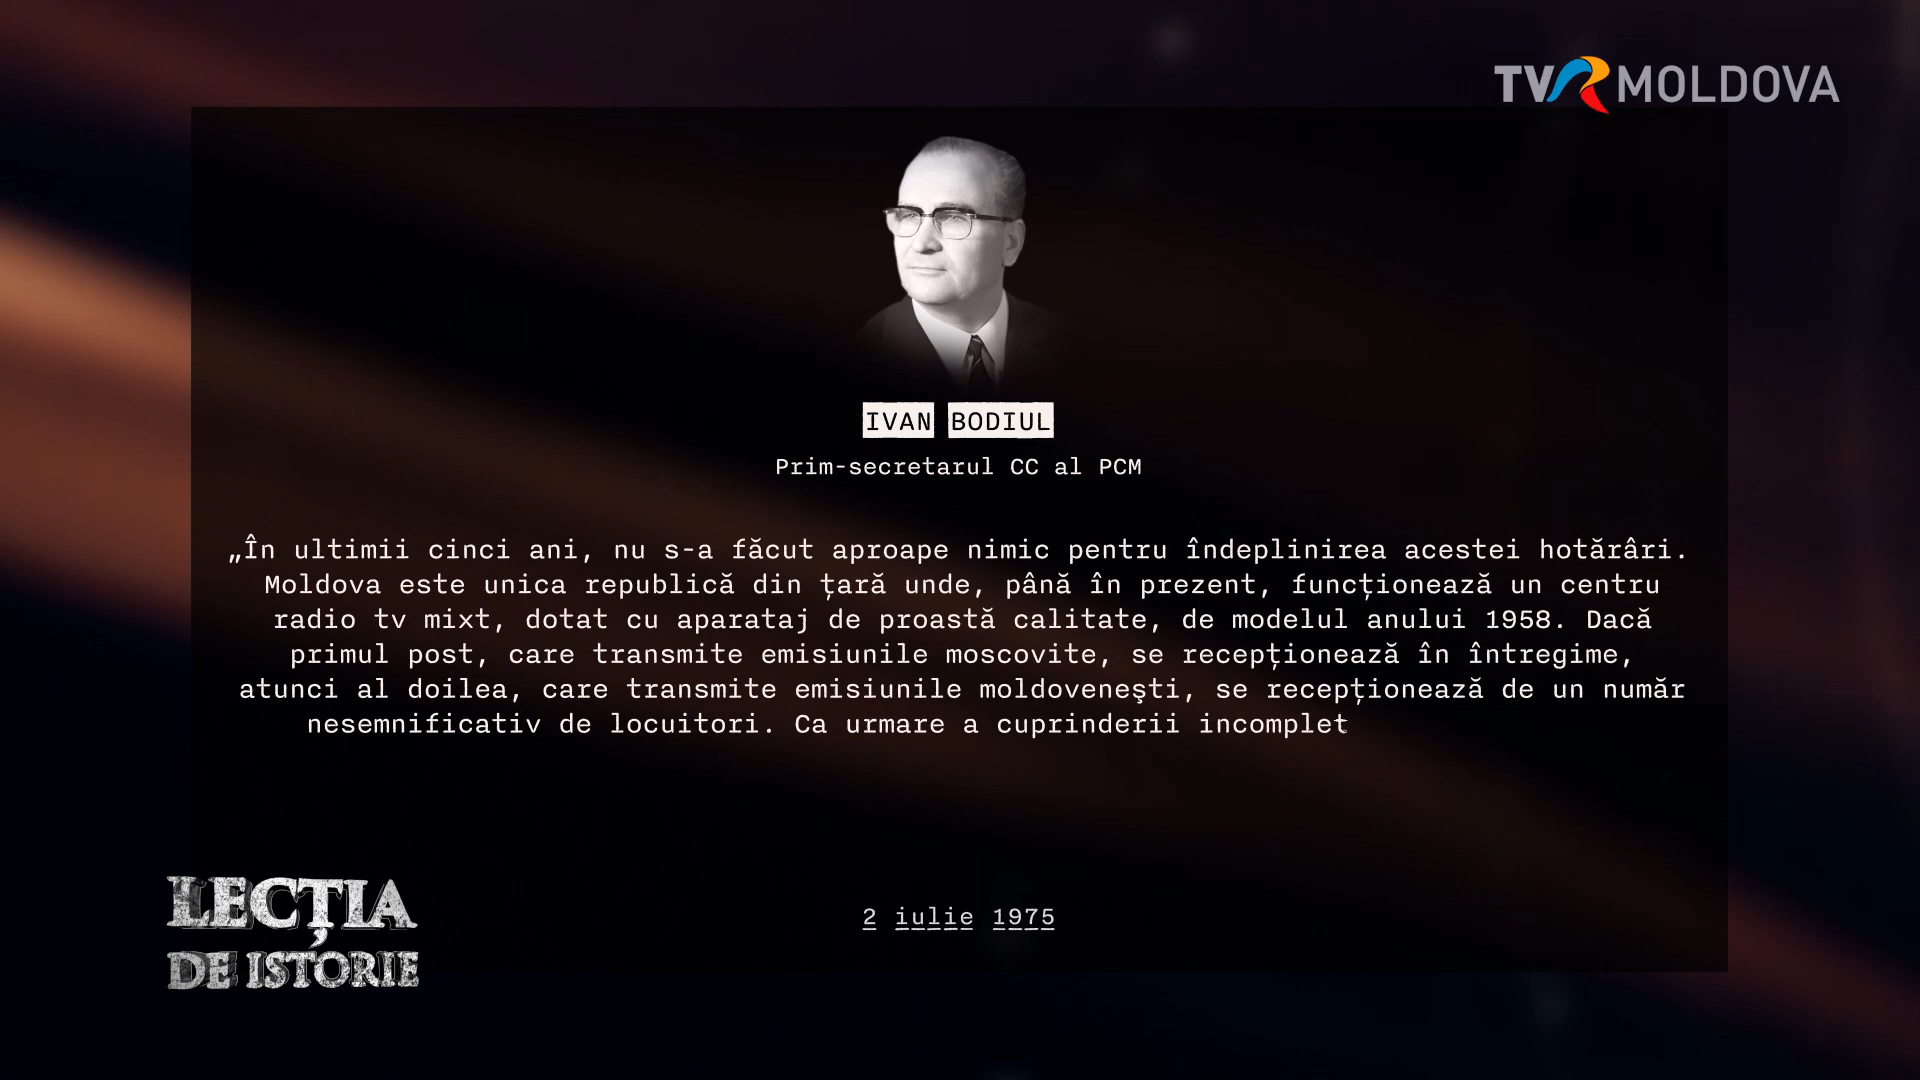 TVR MOLDOVA
IVAN BODIUL
Prim-secretarul CC al PCM
„În ultimii cinci ani, nu s-a făcut aproape nimic pentru îndeplinirea acestei hotărâri.
Moldova este unica republică din țară unde, până în prezent, funcționează un centru
radio tv mixt, dotat cu aparataj de proastă calitate, de modelul anului 1958. Dacă
primul post, care transmite emisiunile moscovite, se recepționează în întregime,
atunci al doilea, care transmite emisiunile moldovenești, se recepționează de un număr
nesemnificativ de locuitori. Ca urmare a cuprinderii incomplet
2 iulie 1975
LECȚIA
DE ISTORIE